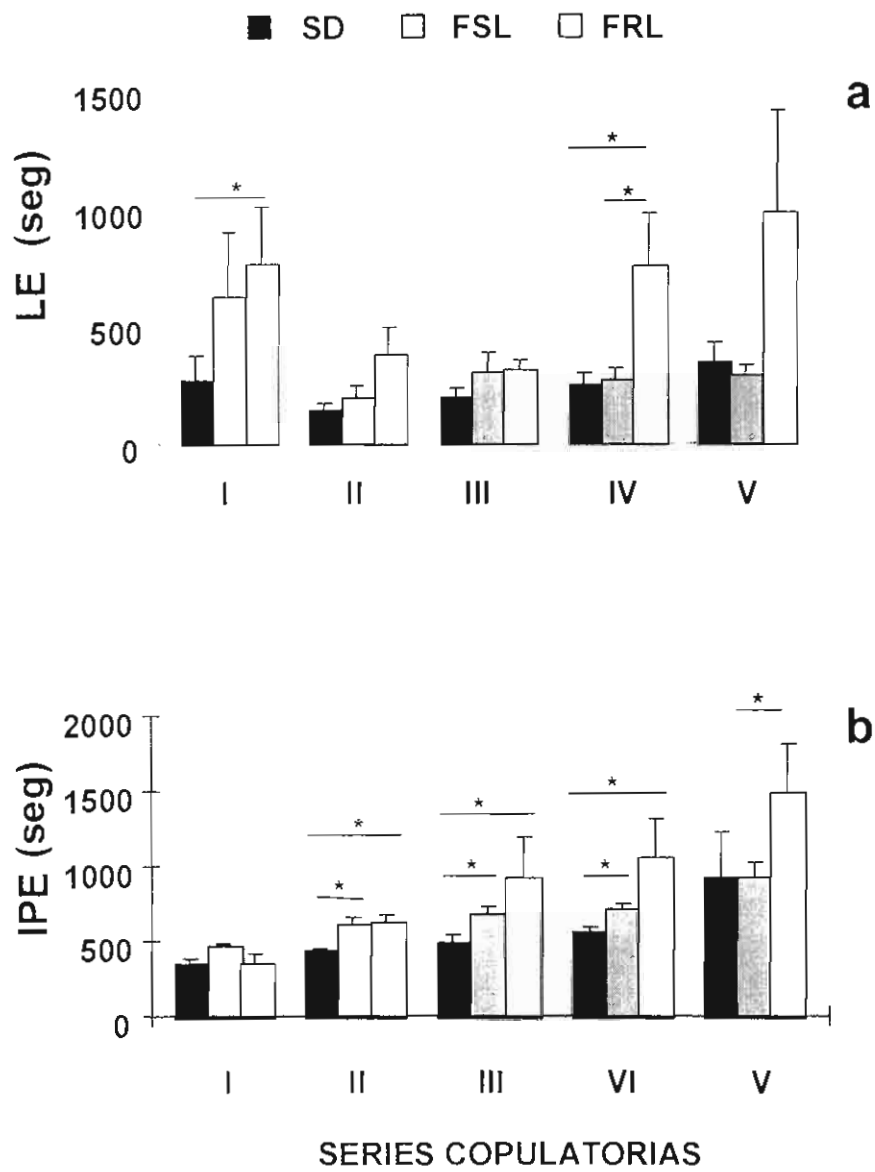 SD FSL FRL
a
LE (seg)
1500
1000
500
0
* * *
I II III IV V
b
IPE (seg)
2000
1500
1000
500
0
* * * * * * *
I II III VI V
SERIES COPULATORIAS